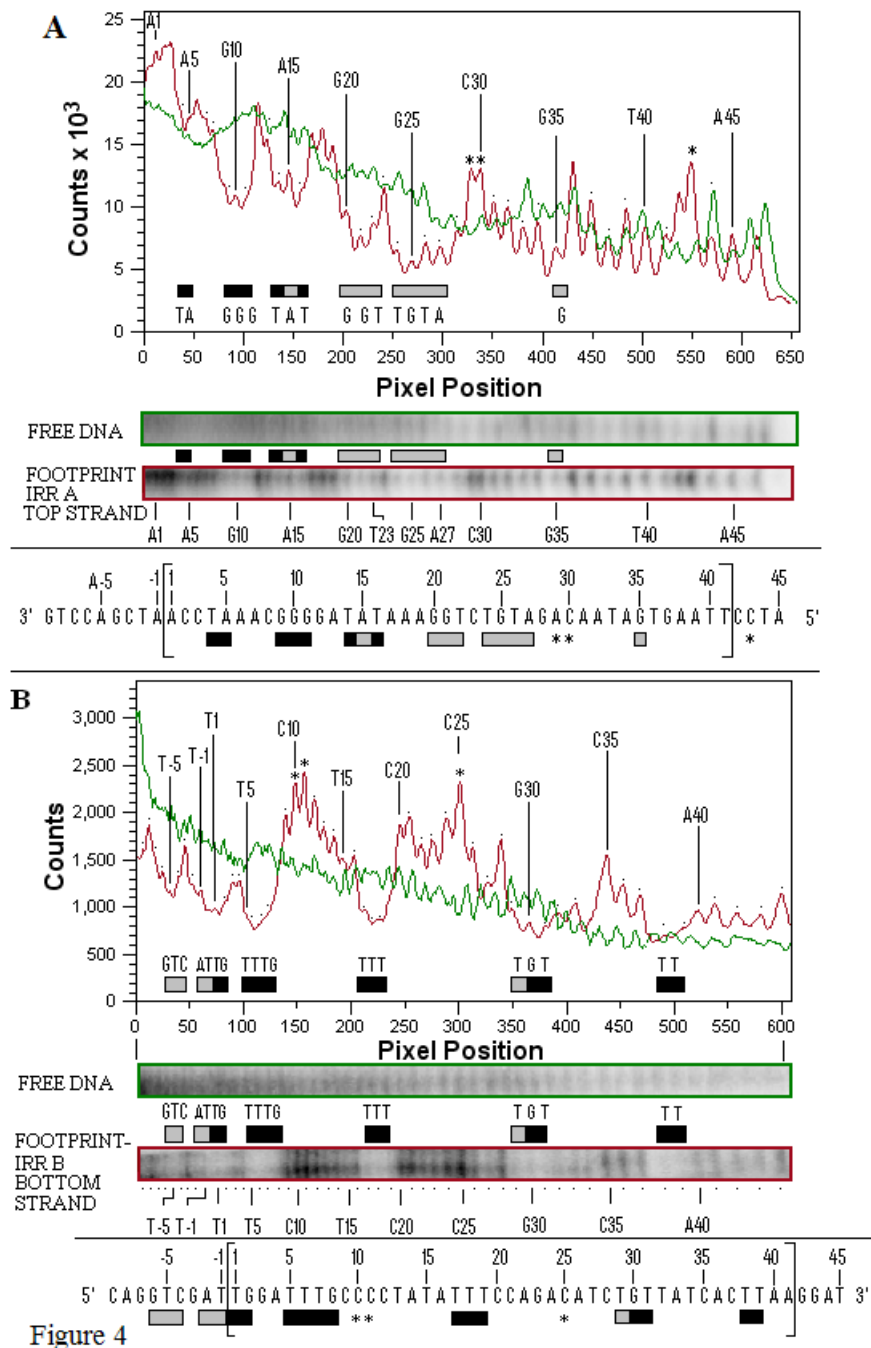 A
Counts x 10³
25
20
15
10
5
0
A1
A5
G10
A15
G20
G25
C30
G35
T40
A45
** *
TA GGG T A T G GT TGTA G
0 50 100 150 200 250 300 350 400 450 500 550 600 650
Pixel Position
FREE DNA
FOOTPRINT
IRR A
TOP STRAND
A1 A5 G10 A15 G20 T23 G25 A27 C30 G35 T40 A45
A-5 -1 1 5 10 15 20 25 30 35 40 45
3' GTCCAGCTAACCTAAACGGGGATATAAAGGTCTGTAGACAATAGTGAATTCCTA 5'
** *
B
Counts
3,000
2,500
2,000
1,500
1,000
500
0
T-5
T-1
T1
T5
C10
T15
C20
C25
G30
C35
A40
* * *
GTC ATTG TTTG TTT T G T T T
0 50 100 150 200 250 300 350 400 450 500 550 600
Pixel Position
FREE DNA
GTC ATTG TTTG TTT T G T T T
FOOTPRINT-
IRR B
BOTTOM
STRAND
T-5 T-1 T1 T5 C10 T15 C20 C25 G30 C35 A40
-5 -1 1 5 10 15 20 25 30 35 40 45
5' CAGGTCGATTGGATTTGCCCCTATATTTCCAGACATCTGTTATCACTTAAGGAT 3'
** *
Figure 4